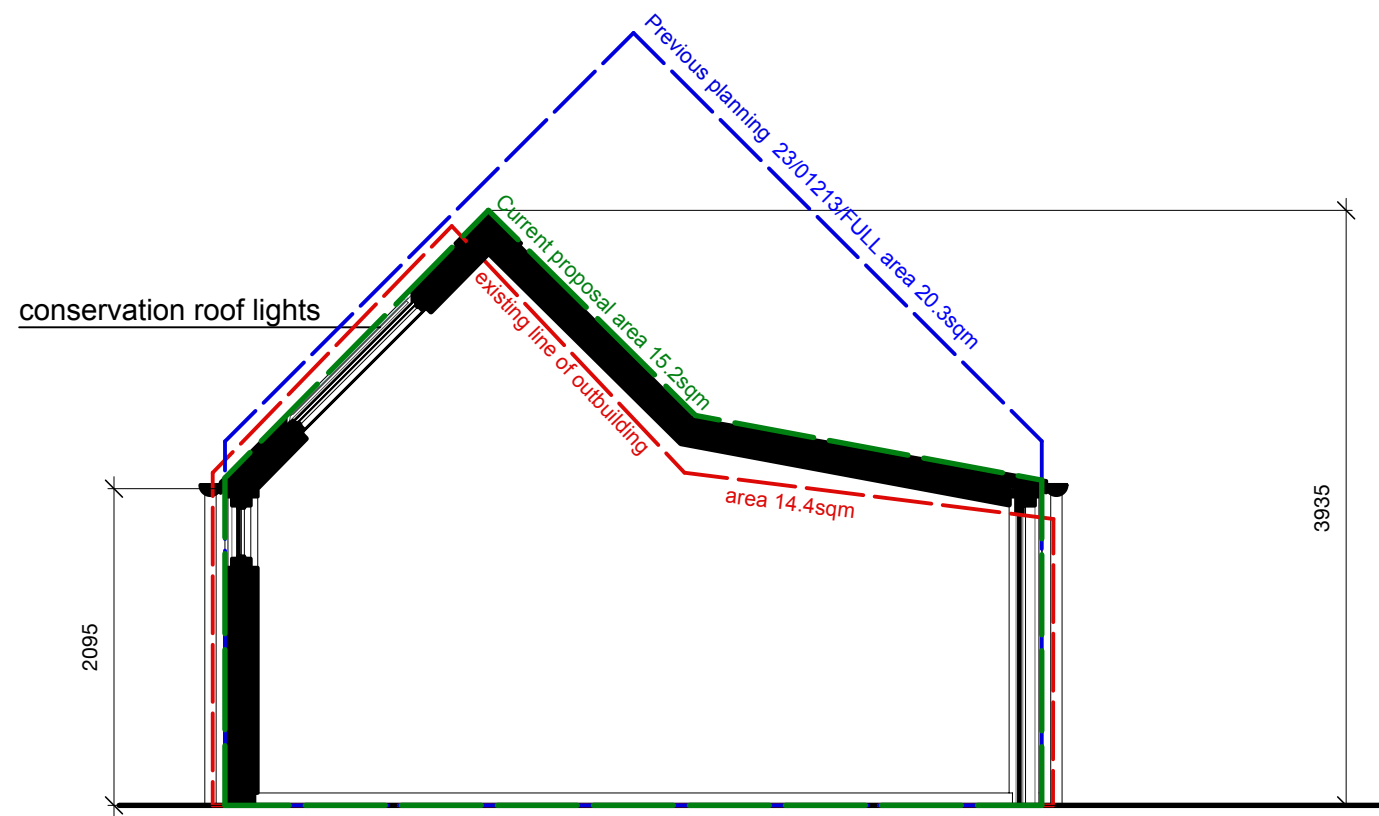 Previous planning 23/01213/FULL area 20.3sqm
Current proposal area 15.2sqm
conservation roof lights
existing line of outbuilding
area 14.4sqm
3935
2095